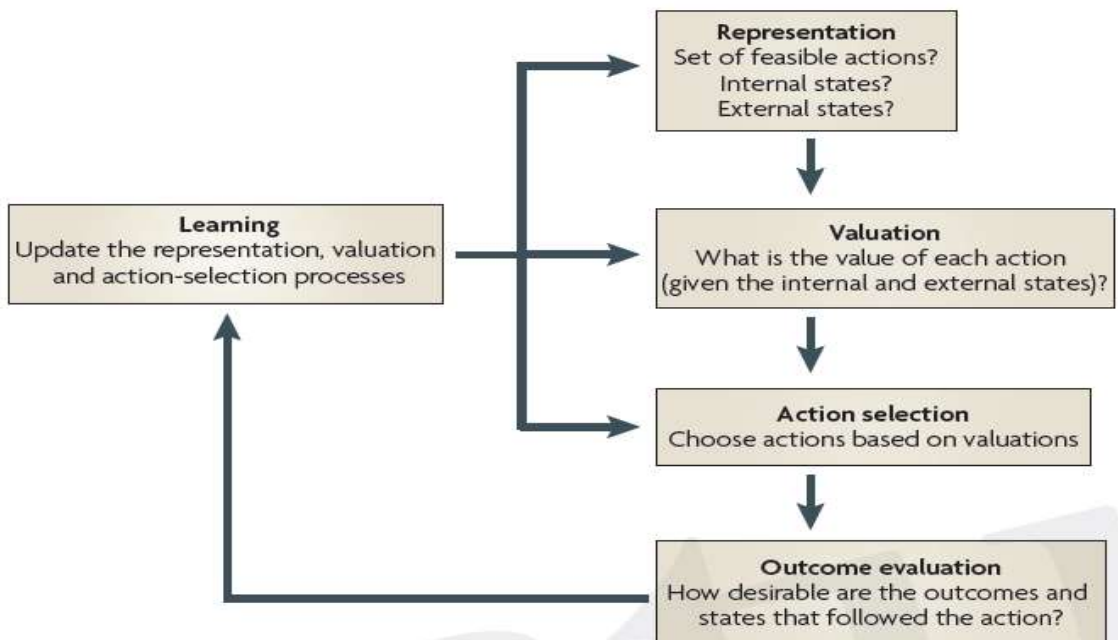 Representation
Set of feasible actions?
Internal states?
External states?
Learning
Update the representation, valuation
and action-selection processes
Valuation
What is the value of each action
(given the internal and external states)?
Action selection
Choose actions based on valuations
Outcome evaluation
How desirable are the outcomes and
states that followed the action?